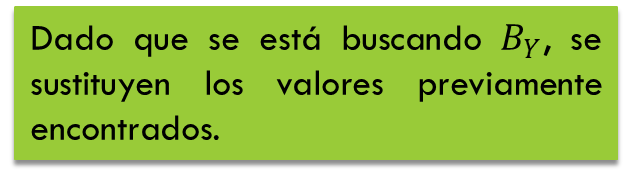 Dado que se está buscando $B_Y$, se
sustituyen los valores previamente
encontrados.